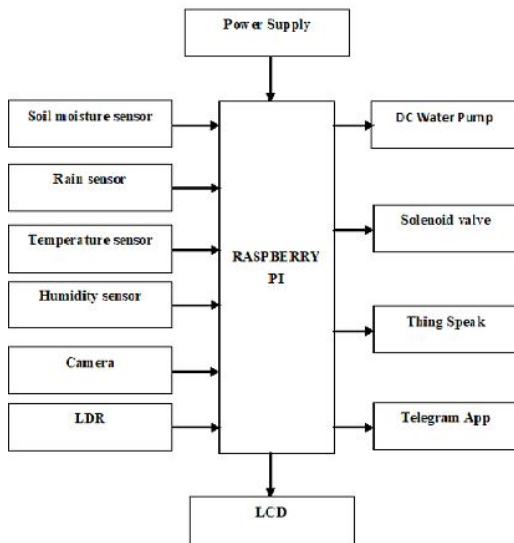 Power Supply
Soil moisture sensor
Rain sensor
Temperature sensor
Humidity sensor
Camera
LDR
RASPBERRY
PI
DC Water Pump
Solenoid valve
Thing Speak
Telegram App
LCD